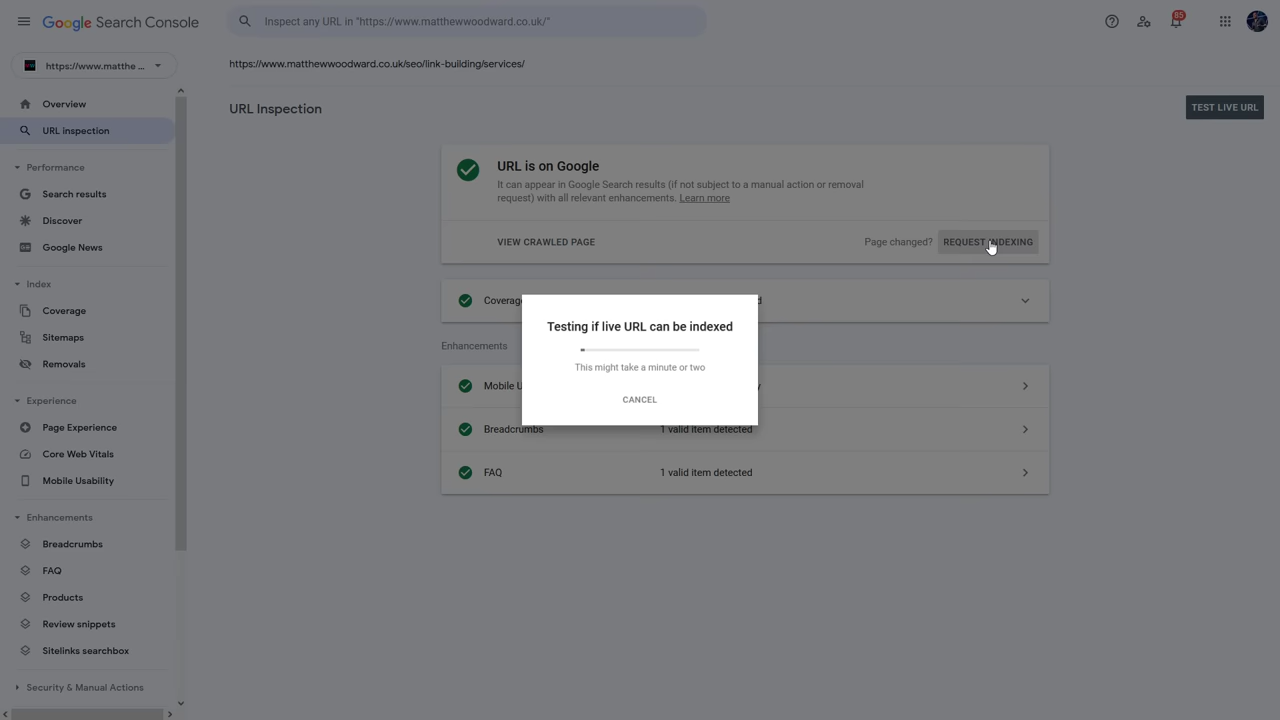 Google Search Console
Inspect any URL in "https://www.matthewwoodward.co.uk/"
85
https://www.matthe ...
https://www.matthewwoodward.co.uk/seo/link-building/services/
Overview
URL inspection
Performance
Search results
Discover
Google News
Index
Coverage
Sitemaps
Removals
Experience
Page Experience
Core Web Vitals
Mobile Usability
Enhancements
Breadcrumbs
FAQ
Products
Review snippets
Sitelinks searchbox
Security & Manual Actions
URL Inspection
TEST LIVE URL
URL is on Google
It can appear in Google Search results (if not subject to a manual action or removal
request) with all relevant enhancements. Learn more
VIEW CRAWLED PAGE
Page changed? REQUEST INDEXING
Coverage
Testing if live URL can be indexed
This might take a minute or two
CANCEL
Enhancements
Breadcrumbs 1 valid item detected
FAQ 1 valid item detected